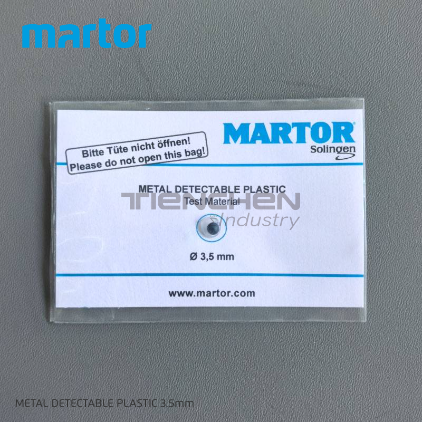 martor
Bitte Tüte nicht öffnen!
Please do not open this bag!
MARTOR
Solingen
METAL DETECTABLE PLASTIC
Test Material
TIENCHEN
Industry
Ø 3,5 mm
www.martor.com
METAL DETECTABLE PLASTIC 3.5mm